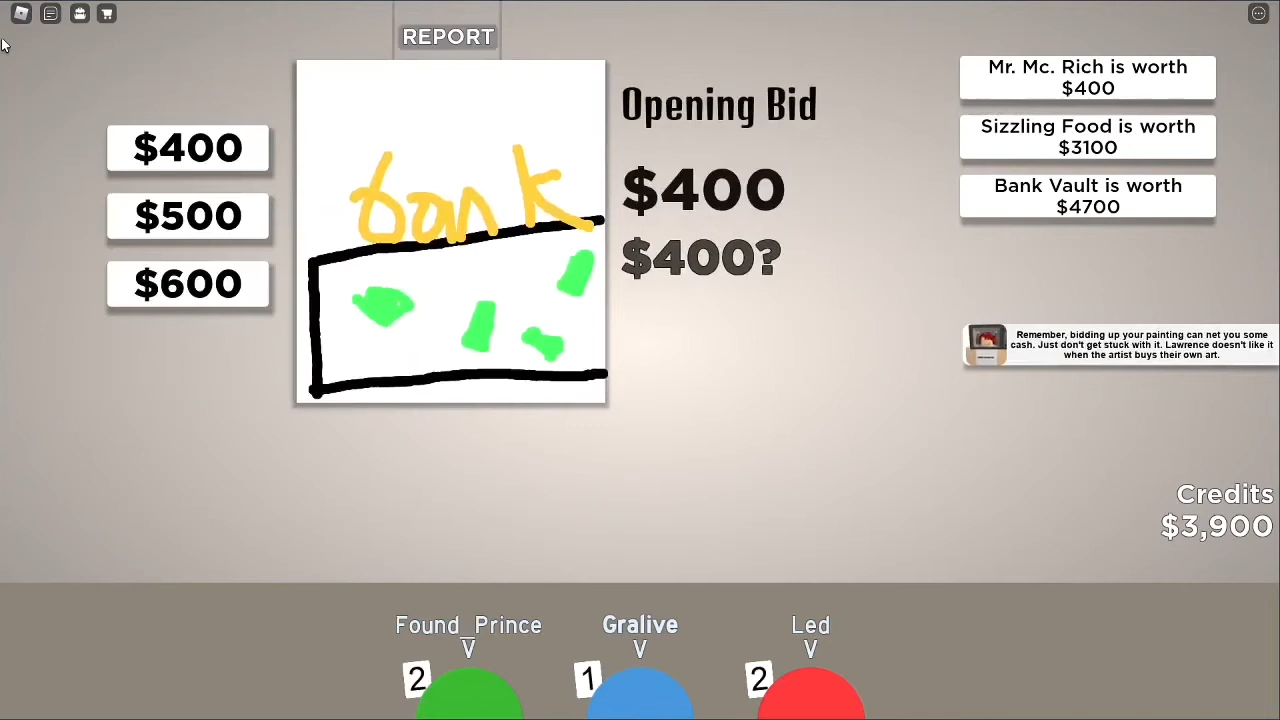 REPORT
$400
$500
$600
bank
Opening Bid
$400
$400?
Mr. Mc. Rich is worth
$400
Sizzling Food is worth
$3100
Bank Vault is worth
$4700
Remember, bidding up your painting can net you some
cash. Just don't get stuck with it. Lawrence doesn't like it
when the artist buys their own art.
Credits
$3,900
Found_Prince
V
2
Gralive
V
1
Led
V
2